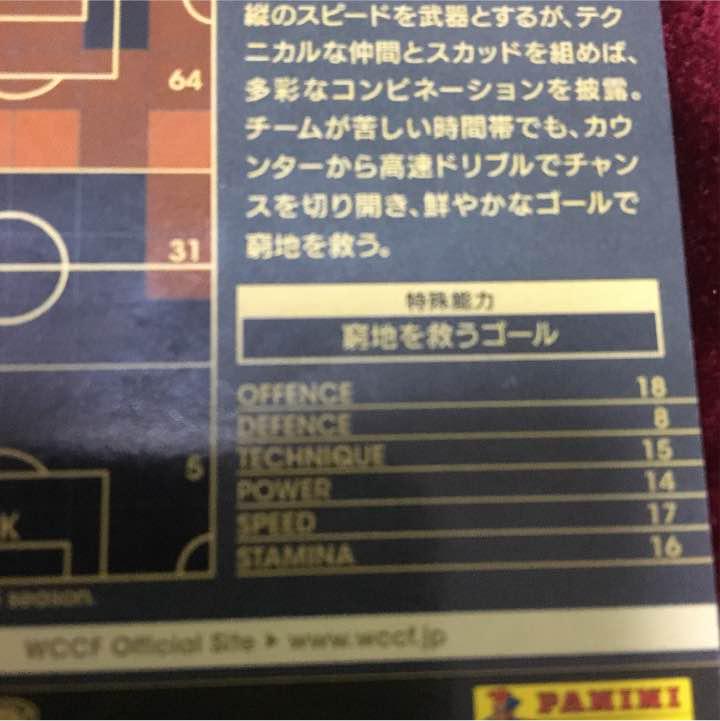 縦のスピードを武器とするが、テク
ニカルな仲間とスカッドを組めば、
多彩なコンビネーションを披露。
チームが苦しい時間帯でも、カウ
ンターから高速ドリブルでチャン
スを切り開き、鮮やかなゴールで
窮地を救う。
64
31
5
K
特殊能力
窮地を救うゴール
OFFENCE 18
DEFENCE 8
TECHNIQUE 15
POWER 14
SPEED 17
STAMINA 16
season.
WCCF Official Site ▶ www.wccf.jp
PANINI